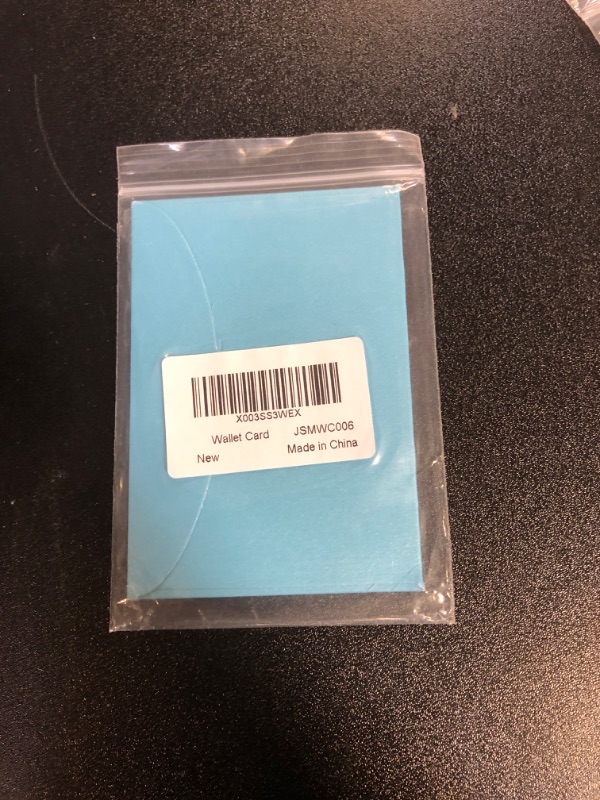 X003SS3WEX
Wallet Card JSMWC006
New Made in China